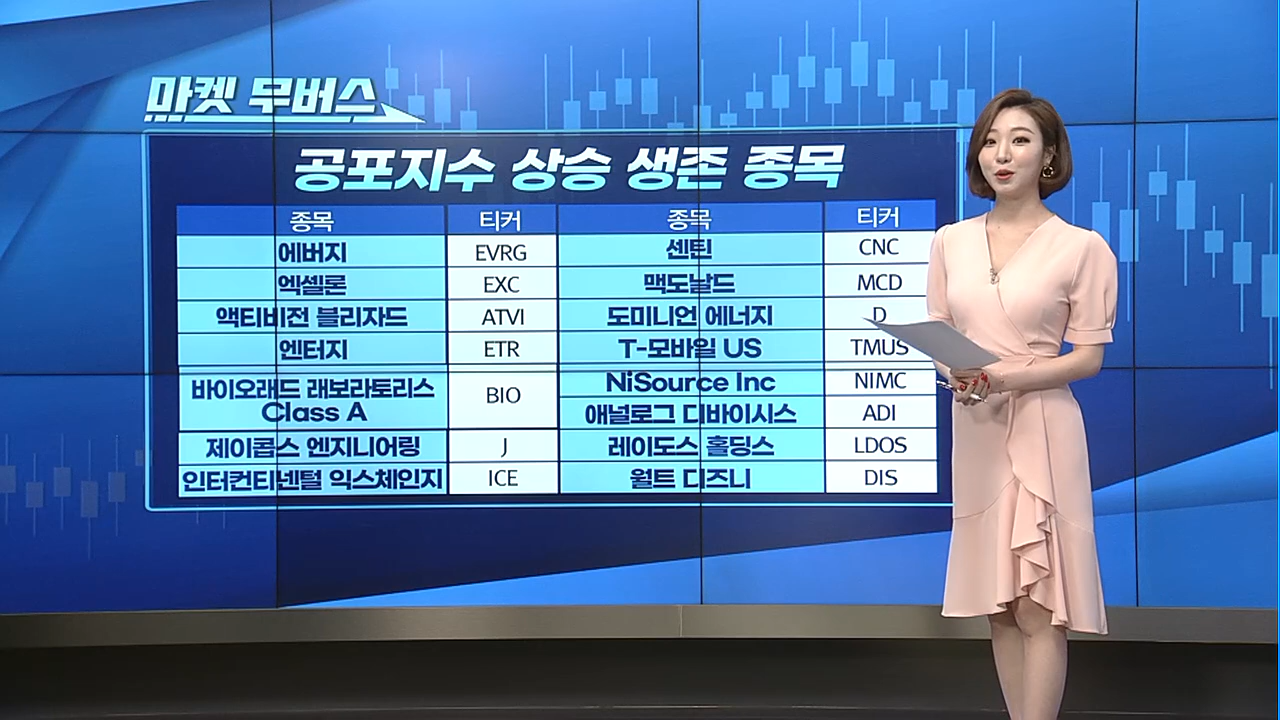 마켓 무버스
공포지수 상승 생존 종목
종목 티커 종목 티커
에버지 EVRG 센틴 CNC
엑셀론 EXC 맥도날드 MCD
액티비전 블리자드 ATVI 도미니언 에너지 D
엔터지 ETR T-모바일 US TMUS
바이오래드 래보라토리스
Class A BIO
NiSource Inc NIMC
애널로그 디바이시스 ADI
제이콥스 엔지니어링 J 레이도스 홀딩스 LDOS
인터컨티넨털 익스체인지 ICE 월트 디즈니 DIS